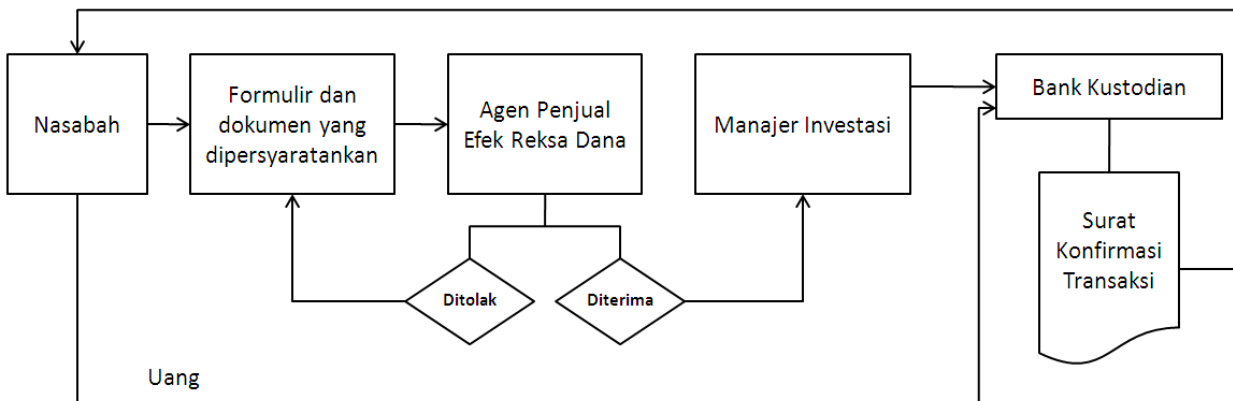 Nasabah
Formulir dan
dokumen yang
dipersyaratankan
Agen Penjual
Efek Reksa Dana
Manajer Investasi
Bank Kustodian
Surat
Konfirmasi
Transaksi
Ditolak
Diterima
Uang